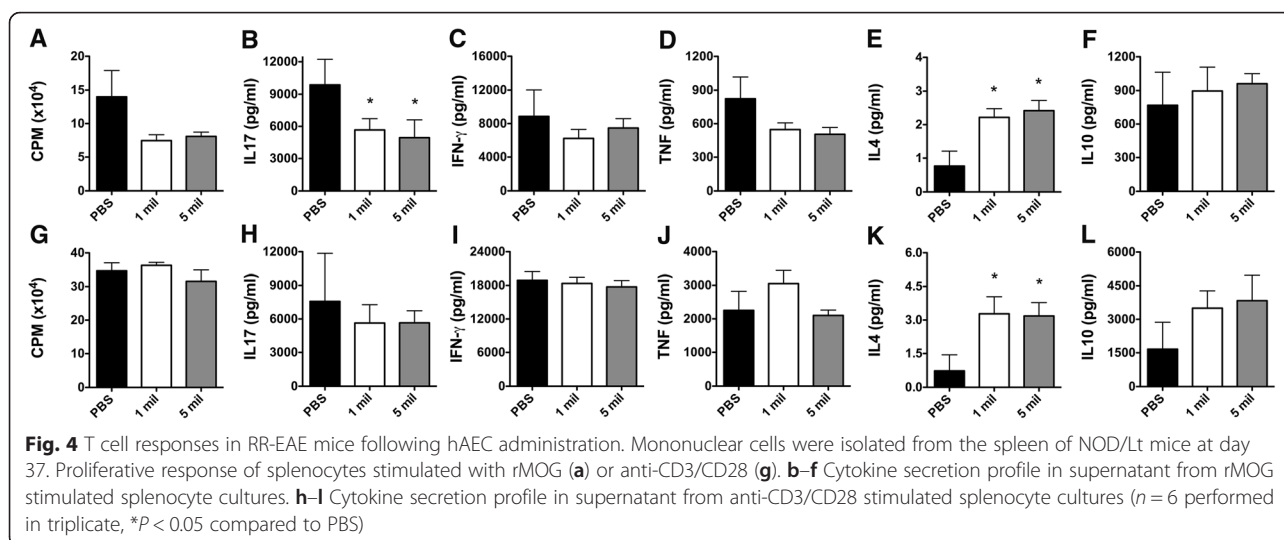 A B C D E F
CPM (x10⁴) 20 15 10 5 0 PBS 1 mil 5 mil
IL17 (pg/ml) 12000 9000 6000 3000 0 * * PBS 1 mil 5 mil
IFN-γ (pg/ml) 16000 12000 8000 4000 0 PBS 1 mil 5 mil
TNF (pg/ml) 1200 900 600 300 0 PBS 1 mil 5 mil
IL4 (pg/ml) 4 3 2 1 0 * * PBS 1 mil 5 mil
IL10 (pg/ml) 1200 900 600 300 0 PBS 1 mil 5 mil
G H I J K L
CPM (x10⁴) 40 30 20 10 0 PBS 1 mil 5 mil
IL17 (pg/ml) 12000 9000 6000 3000 0 PBS 1 mil 5 mil
IFN-γ (pg/ml) 24000 18000 12000 6000 0 PBS 1 mil 5 mil
TNF (pg/ml) 4000 3000 2000 1000 0 PBS 1 mil 5 mil
IL4 (pg/ml) 6.0 4.5 3.0 1.5 0.0 * * PBS 1 mil 5 mil
IL10 (pg/ml) 6000 4500 3000 1500 0 PBS 1 mil 5 mil
Fig. 4 T cell responses in RR-EAE mice following hAEC administration. Mononuclear cells were isolated from the spleen of NOD/Lt mice at day
37. Proliferative response of splenocytes stimulated with rMOG (a) or anti-CD3/CD28 (g). b–f Cytokine secretion profile in supernatant from rMOG
stimulated splenocyte cultures. h–l Cytokine secretion profile in supernatant from anti-CD3/CD28 stimulated splenocyte cultures (n = 6 performed
in triplicate, *P < 0.05 compared to PBS)